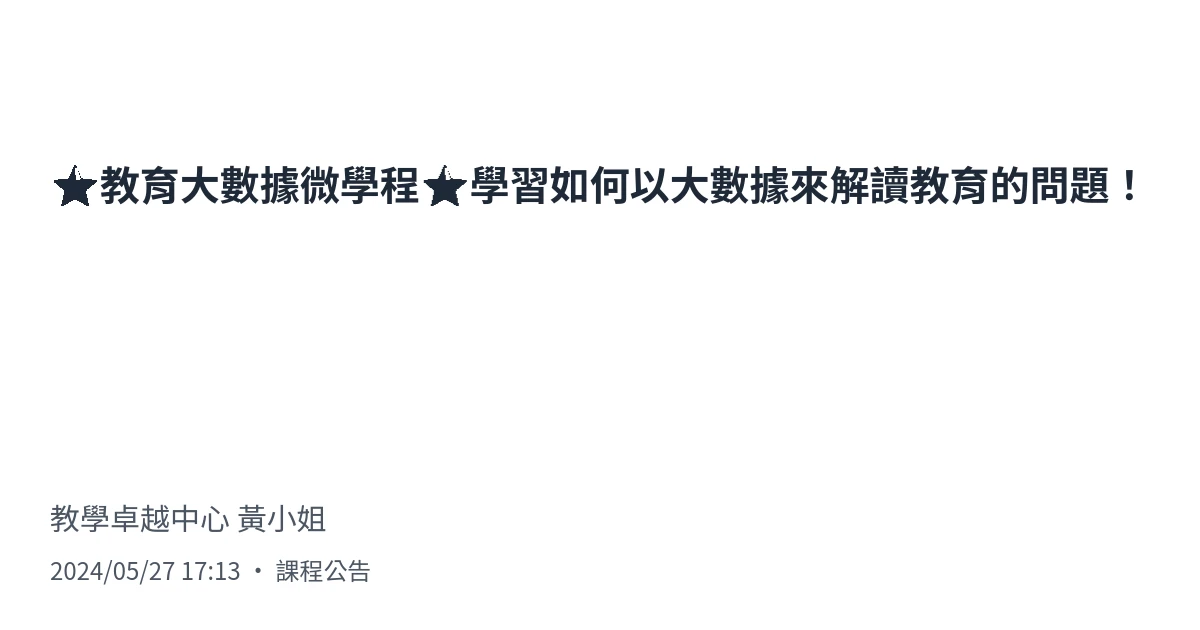 ★教育大數據微學程★學習如何以大數據來解讀教育的問題！
教學卓越中心 黃小姐
2024/05/27 17:13 ・ 課程公告